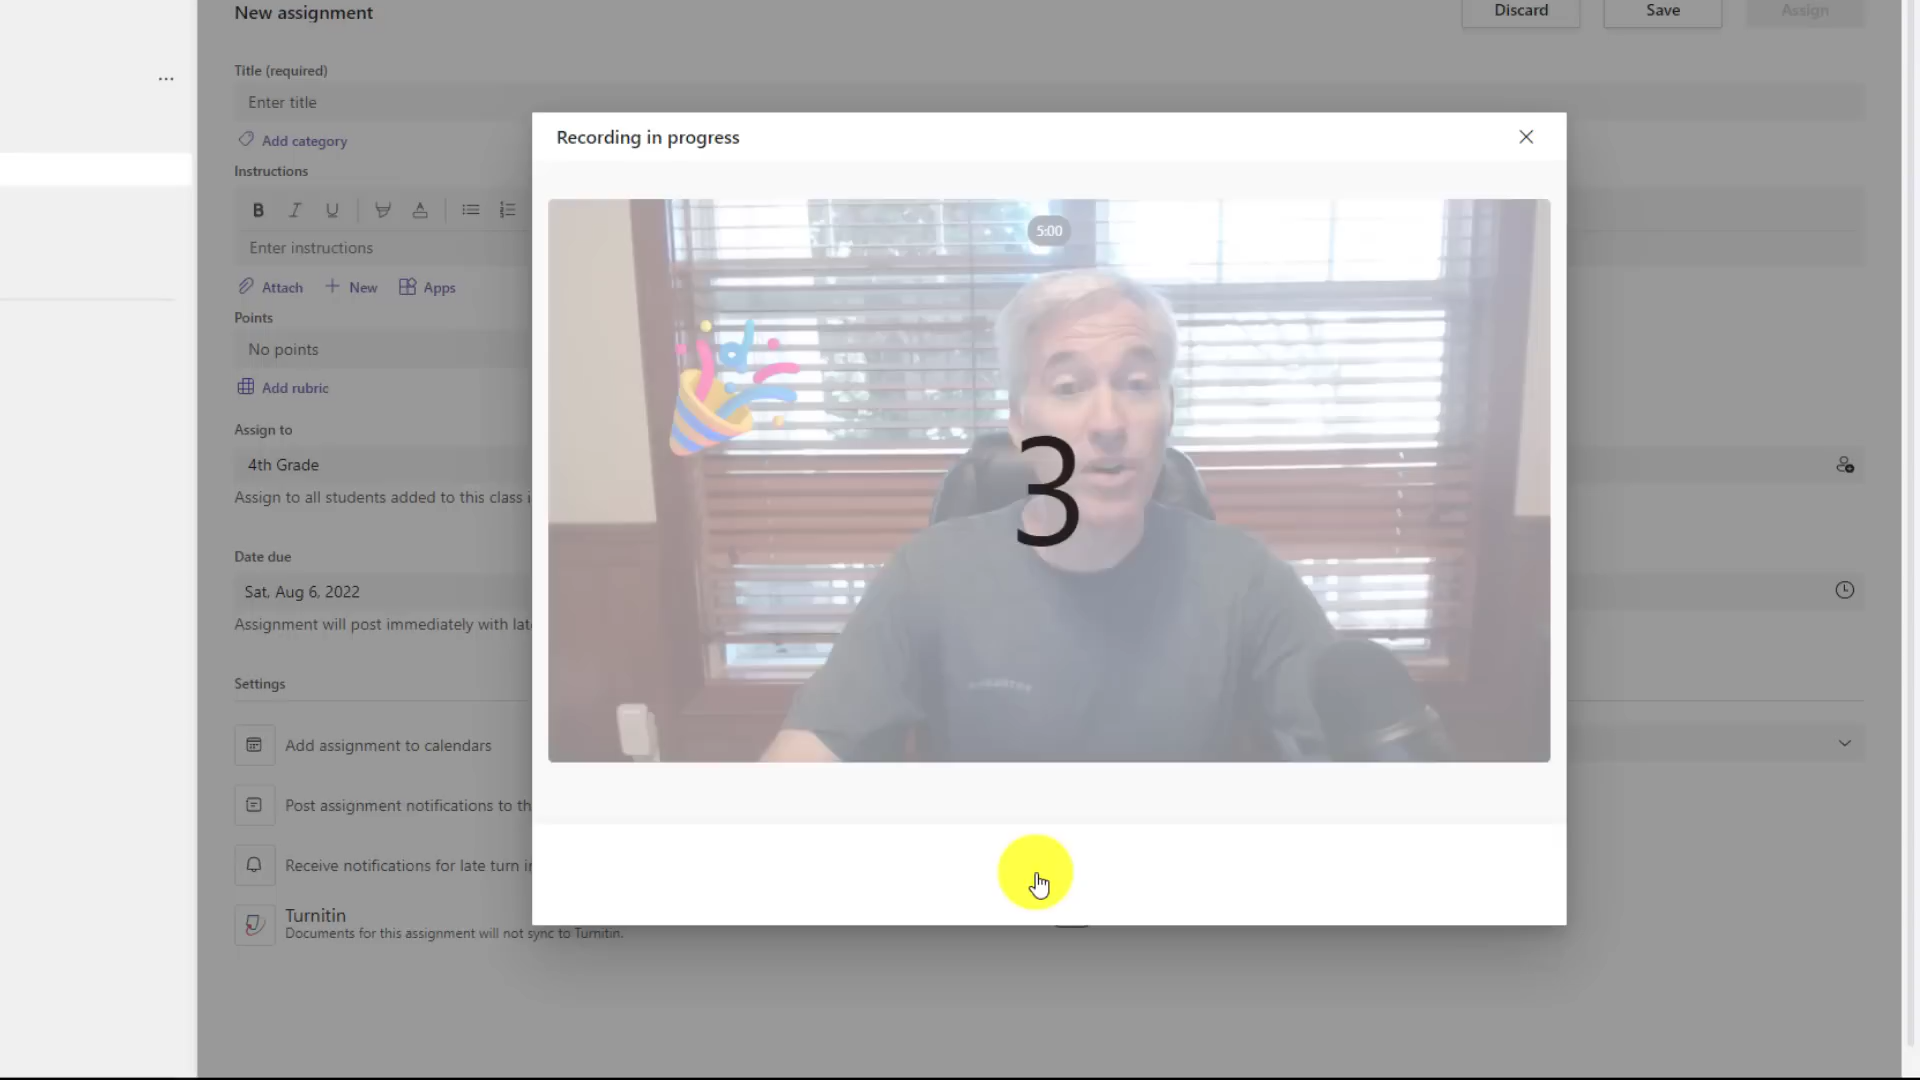 New assignment
Discard
Save
Assign
Title (required)
Enter title
Add category
Instructions
B I U
Enter instructions
Attach
New
Apps
Points
No points
Add rubric
Assign to
4th Grade
Assign to all students added to this class
Date due
Sat, Aug 6, 2022
Assignment will post immediately with
Settings
Add assignment to calendars
Post assignment notifications to
Receive notifications for late turn
Turnitin
Documents for this assignment will not sync to Turnitin.
Recording in progress
5:00
3